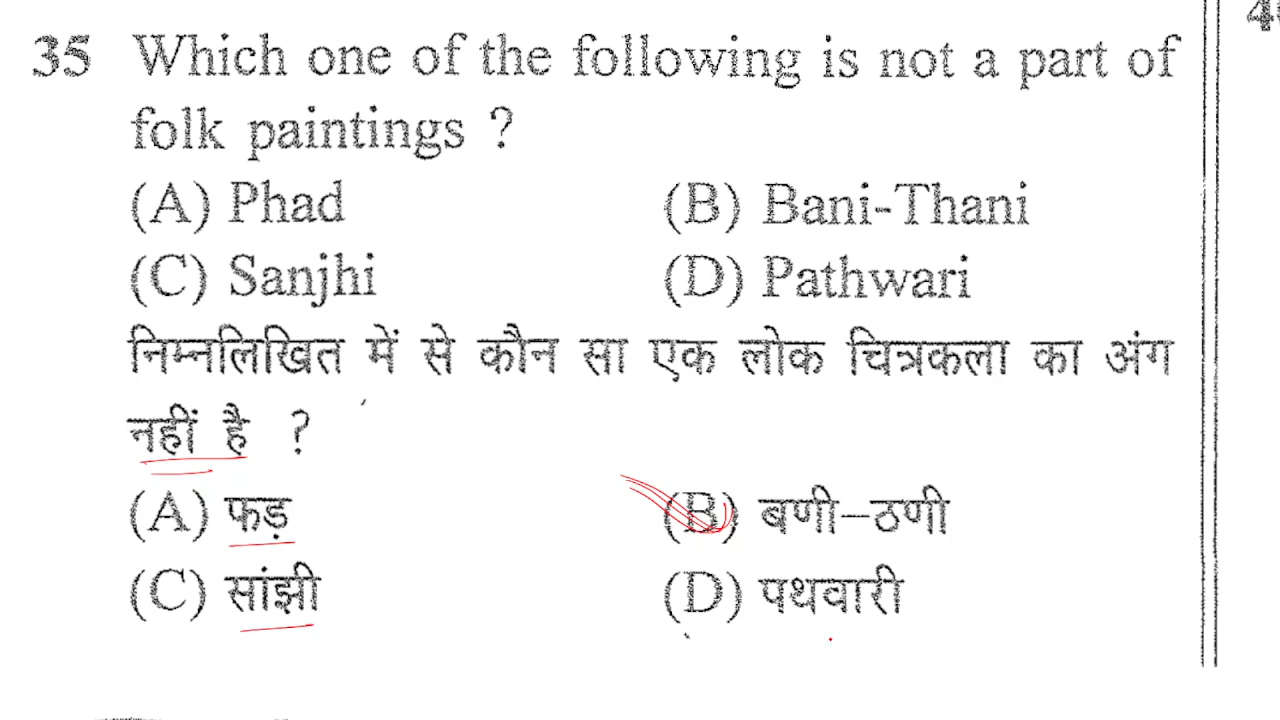 35 Which one of the following is not a part of
folk paintings ?
(A) Phad (B) Bani-Thani
(C) Sanjhi (D) Pathwari
निम्नलिखित में से कौन सा एक लोक चित्रकला का अंग
नहीं है ?
(A) फड़ (B) बणी-ठणी
(C) सांझी (D) पथवारी